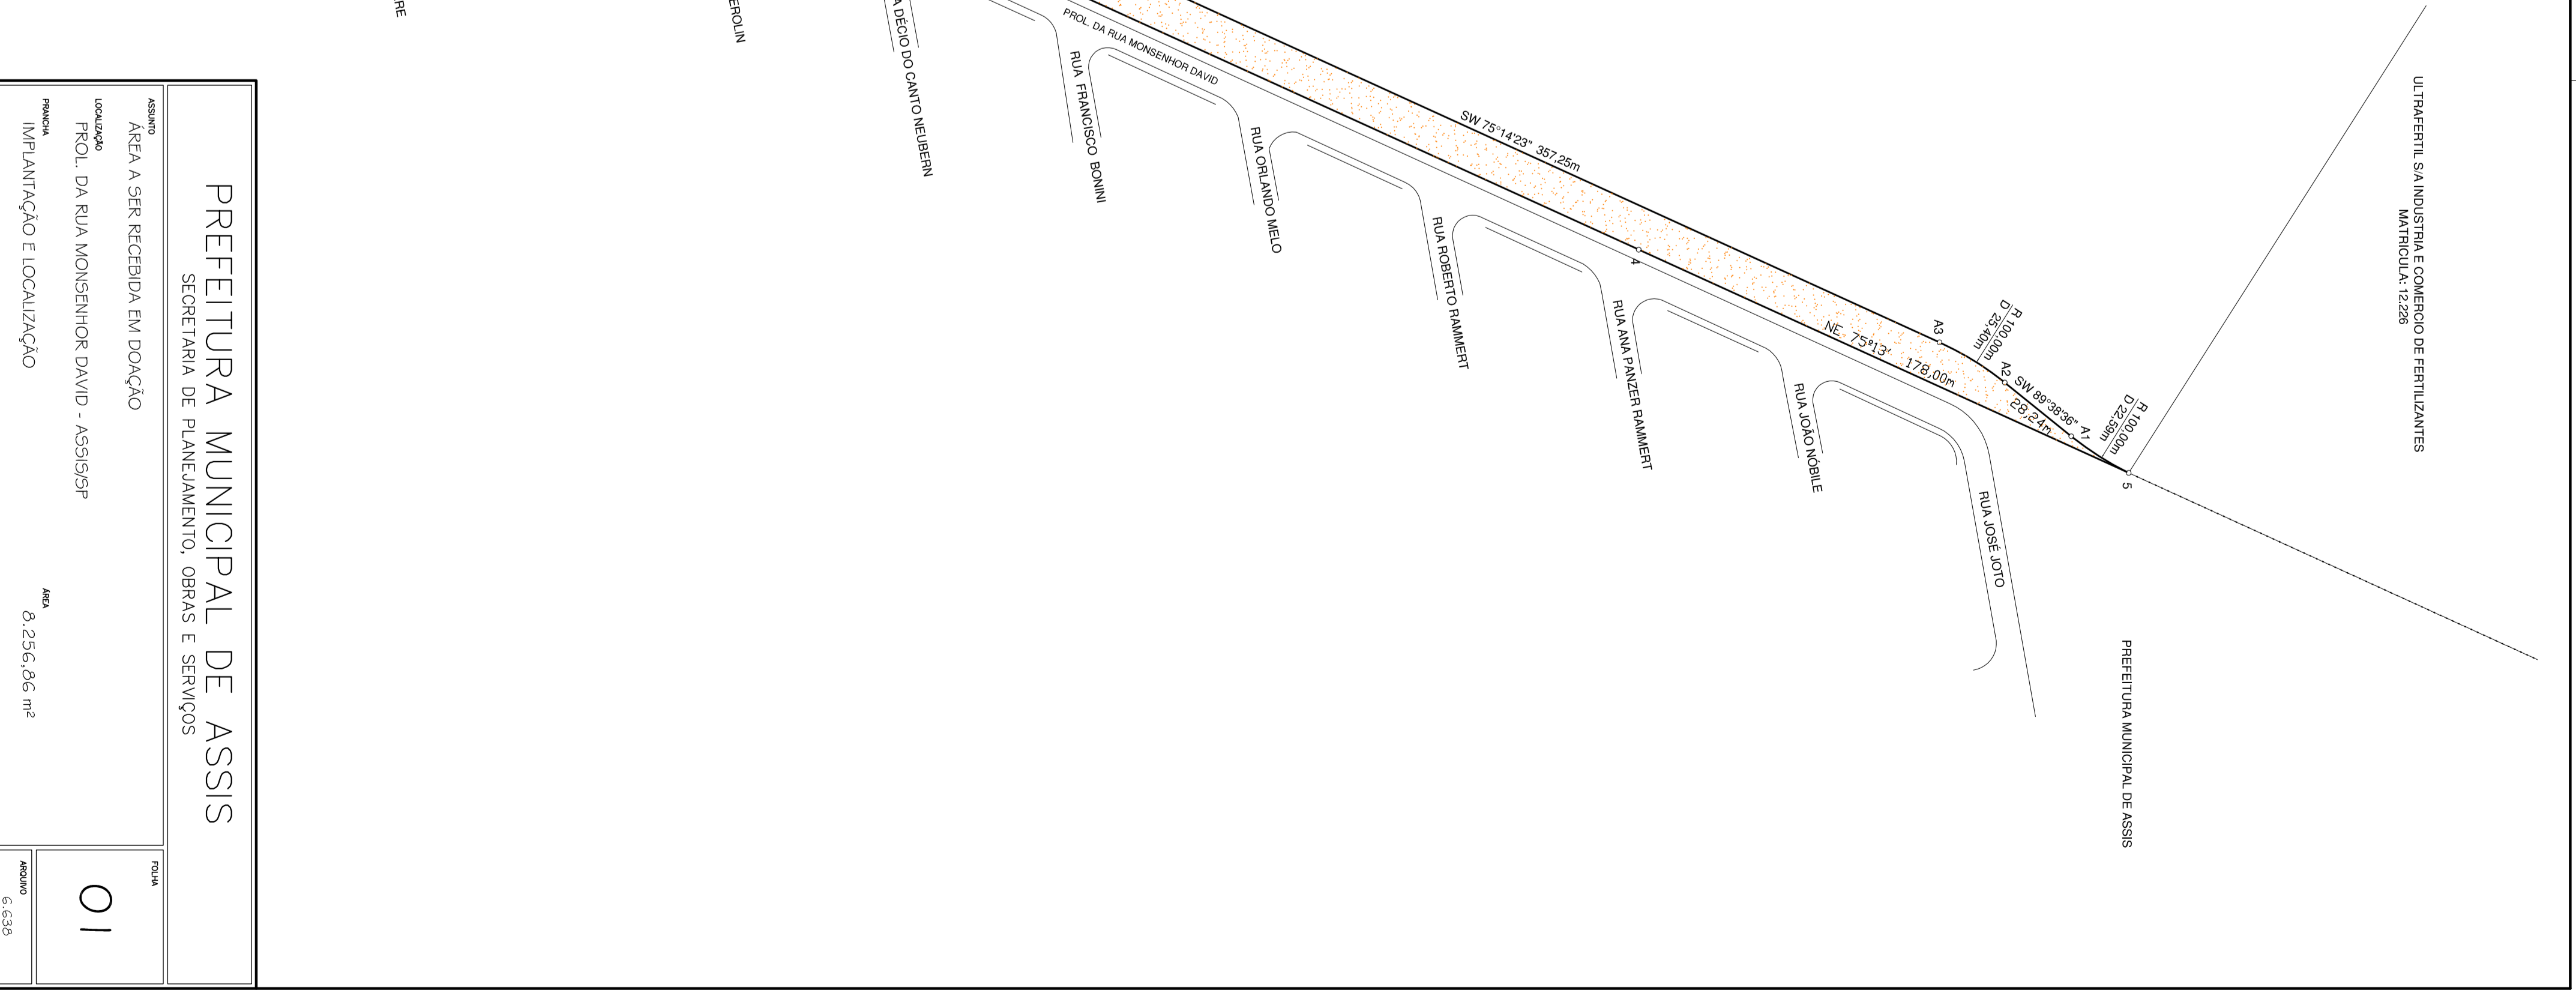 PREFEITURA MUNICIPAL DE ASSIS
SECRETARIA DE PLANEJAMENTO, OBRAS E SERVIÇOS
ASSUNTO
ÁREA A SER RECEBIDA EM DOAÇÃO
LOCALIZAÇÃO
PROL. DA RUA MONSENHOR DAVID - ASSIS/SP
PRANCHA
IMPLANTAÇÃO E LOCALIZAÇÃO
ÁREA
8.256,86 m²
FOLHA
01
ARQUIVO
6.638
RE
EROLIN
A DÉCIO DO CANTO NEUBERN
PROL. DA RUA MONSENHOR DAVID
RUA FRANCISCO BONINI
RUA ORLANDO MELO
RUA ROBERTO RAMMERT
RUA ANA PANZER RAMMERT
RUA JOÃO NÓBILE
RUA JOSÉ JOTO
SW 75°14'23" 357,25m
4
NE 75º13' 178,00m
A3
R 100,00m
D 25,40m
A2
SW 89°38'36"
28,24m
A1
R 100,00m
D 22,59m
5
ULTRAFERTIL S/A INDUSTRIA E COMERCIO DE FERTILIZANTES
MATRICULA: 12.226
PREFEITURA MUNICIPAL DE ASSIS